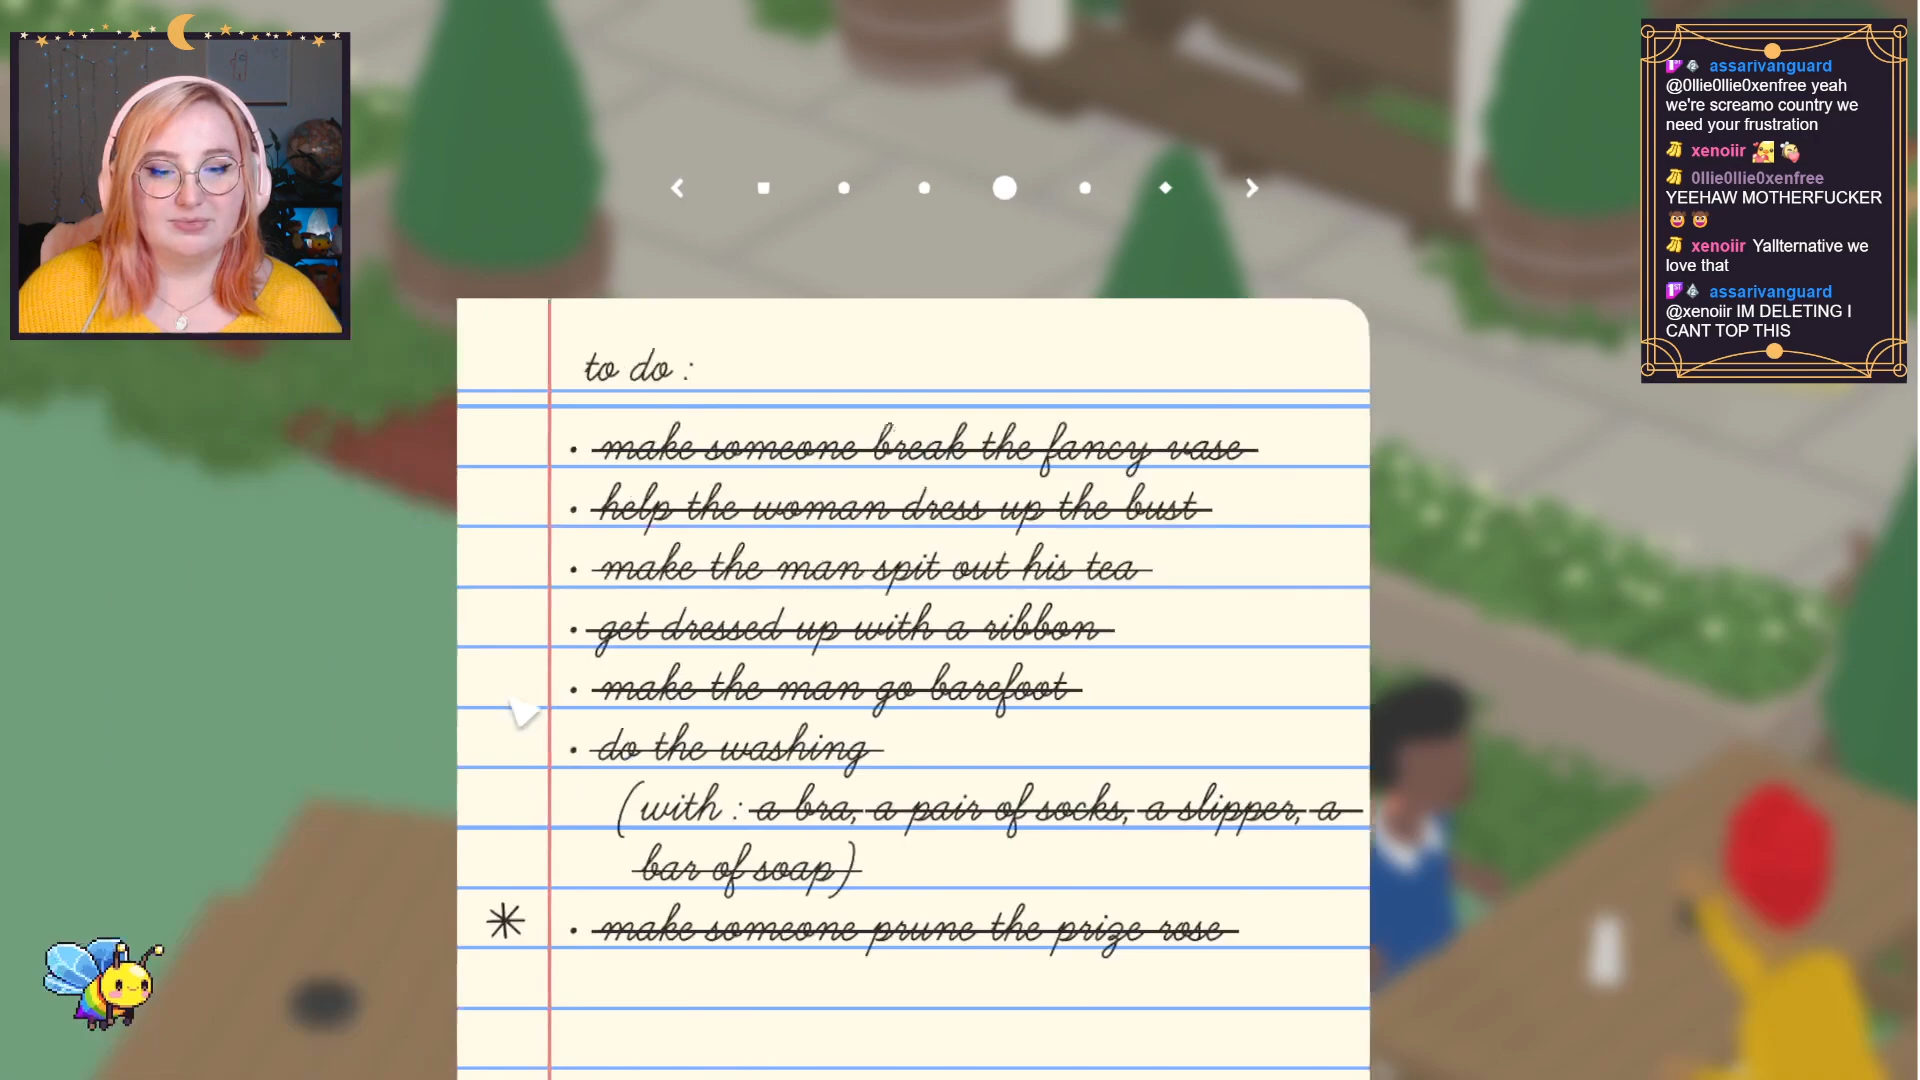 assarivanguard
@0llie0llie0xenfree yeah
we're screamo country we
need your frustration
xenoiir
0llie0llie0xenfree
YEEHAW MOTHERFUCKER
xenoiir Yallternative we
love that
assarivanguard
@xenoiir IM DELETING I
CANT TOP THIS
to do :
• make someone break the fancy vase
• help the woman dress up the bust
• make the man spit out his tea
• get dressed up with a ribbon
• make the man go barefoot
• do the washing
(with : a bra, a pair of socks, a slipper, a
bar of soap)
• make someone prune the prize rose